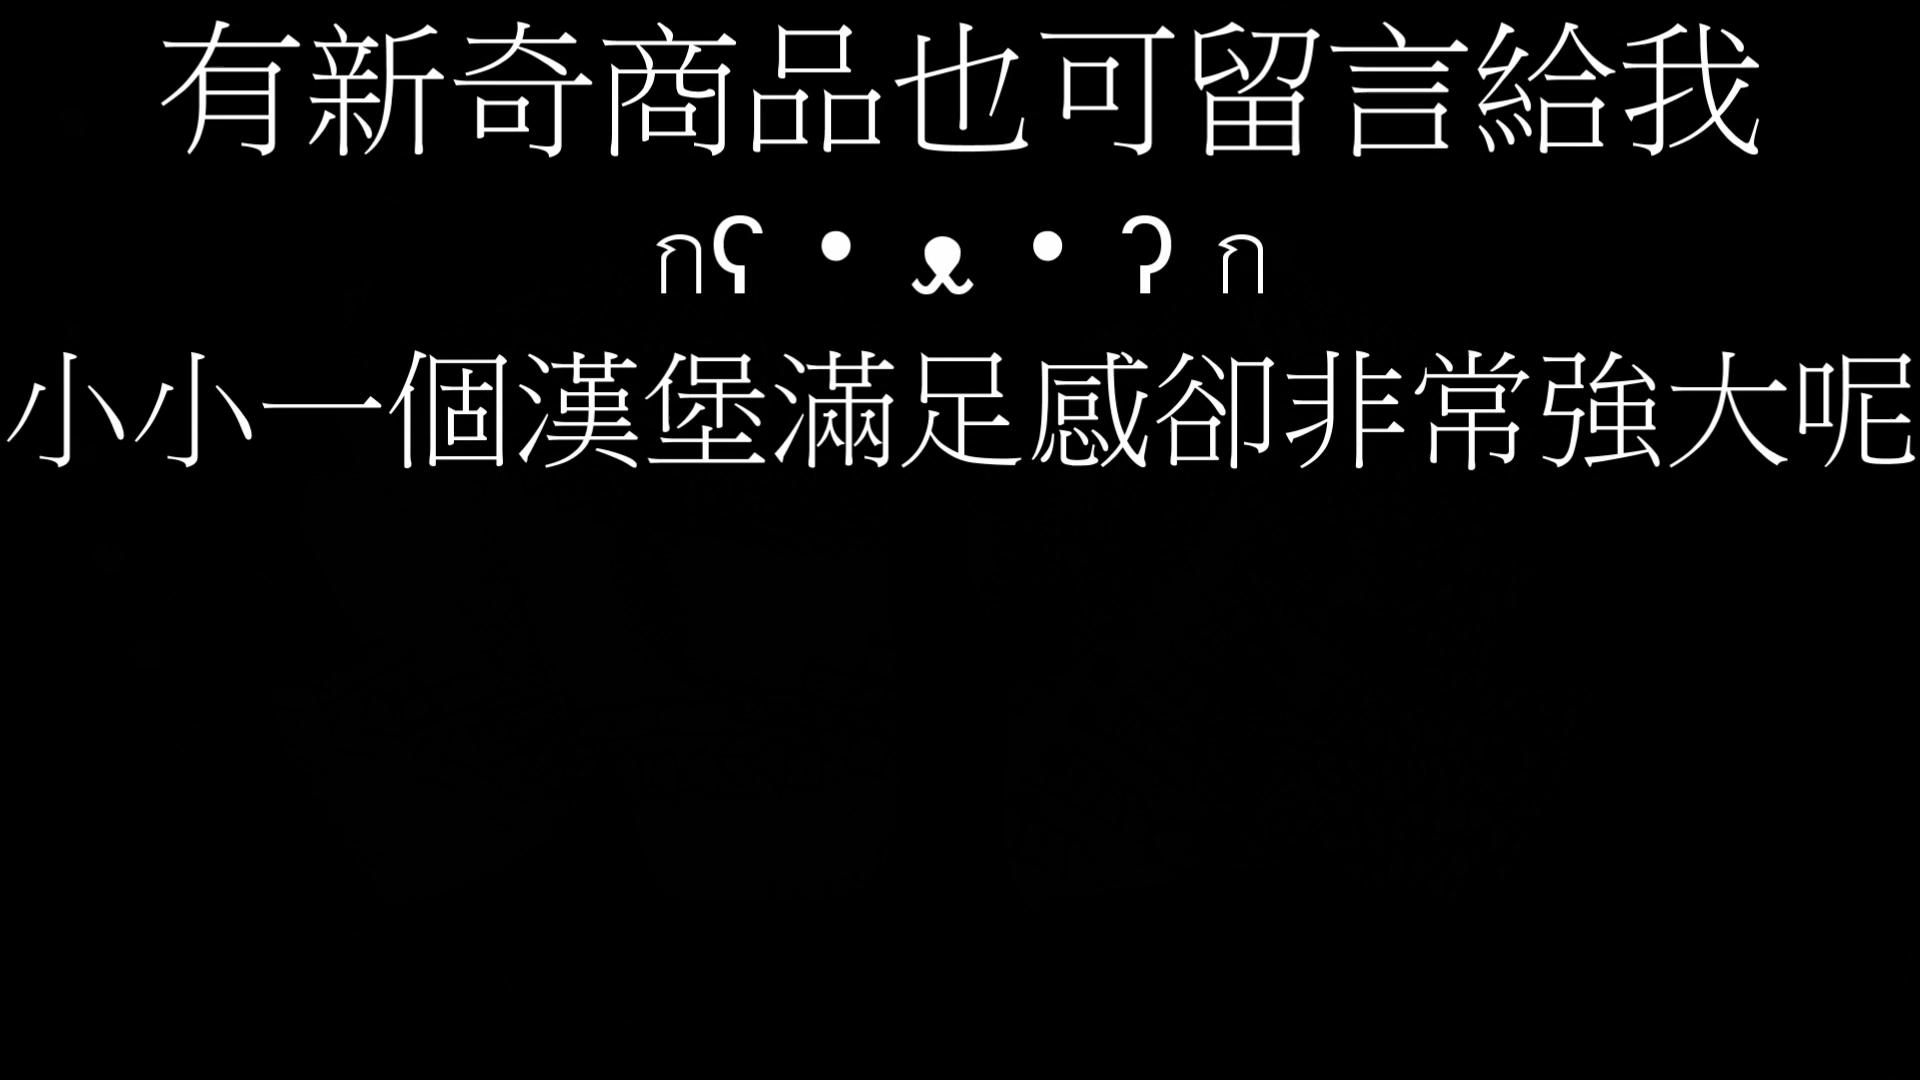 有新奇商品也可留言給我
กʕ • ᴥ • ʔ ก
小小一個漢堡滿足感卻非常強大呢